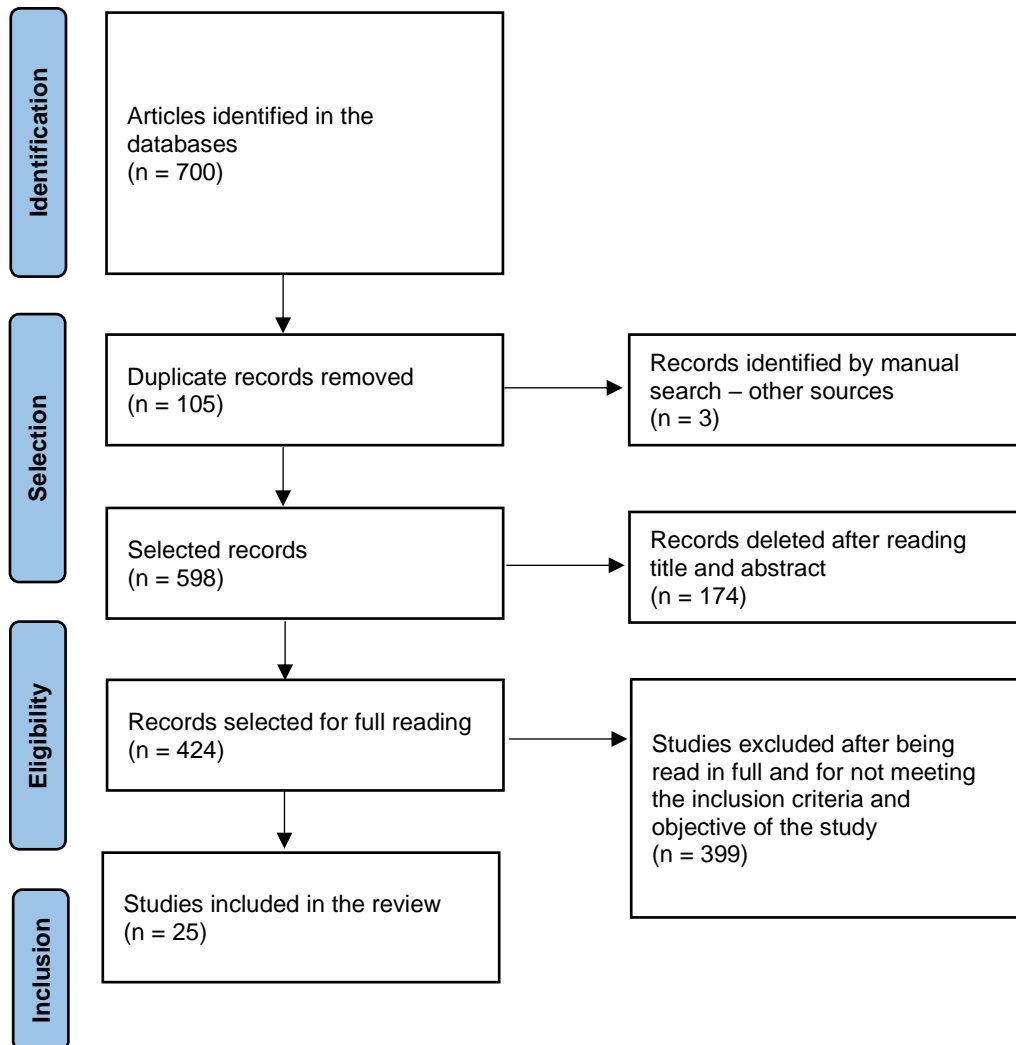 Identification
Articles identified in the
databases
(n = 700)
Selection
Duplicate records removed
(n = 105)
Records identified by manual
search – other sources
(n = 3)
Selected records
(n = 598)
Records deleted after reading
title and abstract
(n = 174)
Eligibility
Records selected for full reading
(n = 424)
Studies excluded after being
read in full and for not meeting
the inclusion criteria and
objective of the study
(n = 399)
Inclusion
Studies included in the review
(n = 25)